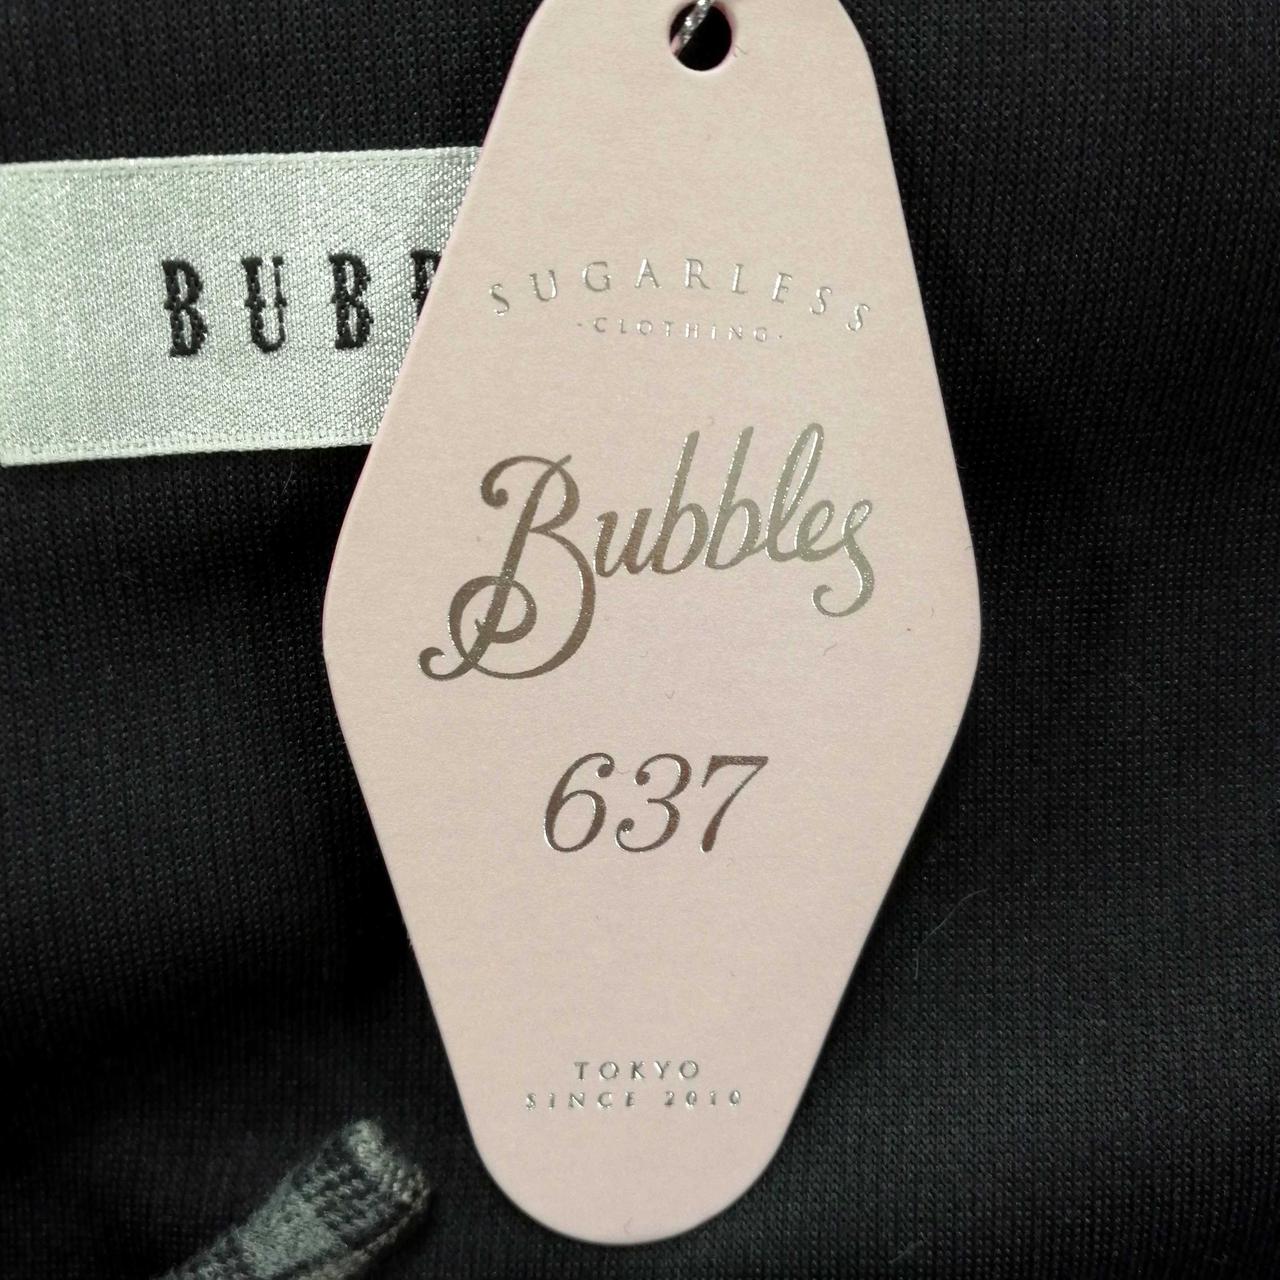 BUBB
SUGARLESS
·CLOTHING·
Bubbles
637
TOKYO
SINCE 2010